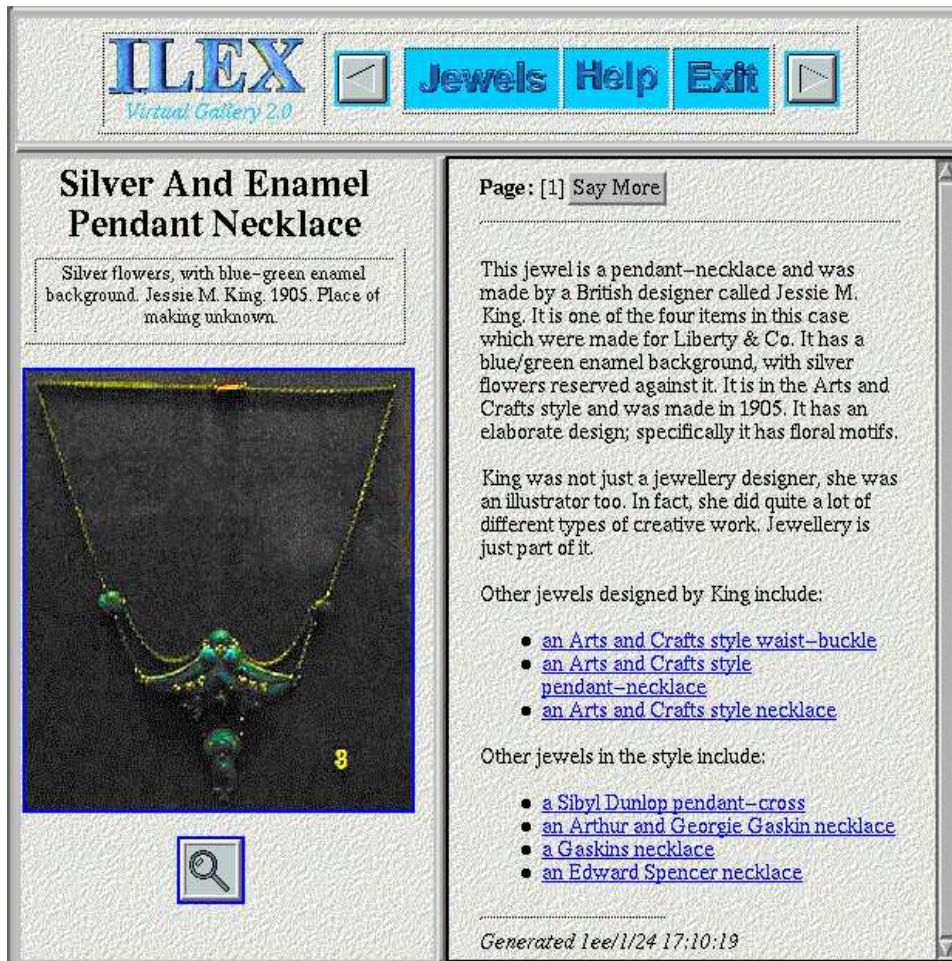 ILEX
Virtual Gallery 2.0
Jewels Help Exit
Silver And Enamel
Pendant Necklace
Silver flowers, with blue-green enamel
background. Jessie M. King. 1905. Place of
making unknown.
3
Page: [1] Say More
This jewel is a pendant-necklace and was
made by a British designer called Jessie M.
King. It is one of the four items in this case
which were made for Liberty & Co. It has a
blue/green enamel background, with silver
flowers reserved against it. It is in the Arts and
Crafts style and was made in 1905. It has an
elaborate design; specifically it has floral motifs.
King was not just a jewellery designer, she was
an illustrator too. In fact, she did quite a lot of
different types of creative work. Jewellery is
just part of it.
Other jewels designed by King include:
• an Arts and Crafts style waist-buckle
• an Arts and Crafts style
pendant-necklace
• an Arts and Crafts style necklace
Other jewels in the style include:
• a Sibyl Dunlop pendant-cross
• an Arthur and Georgie Gaskin necklace
• a Gaskins necklace
• an Edward Spencer necklace
Generated 1ee/1/24 17:10:19